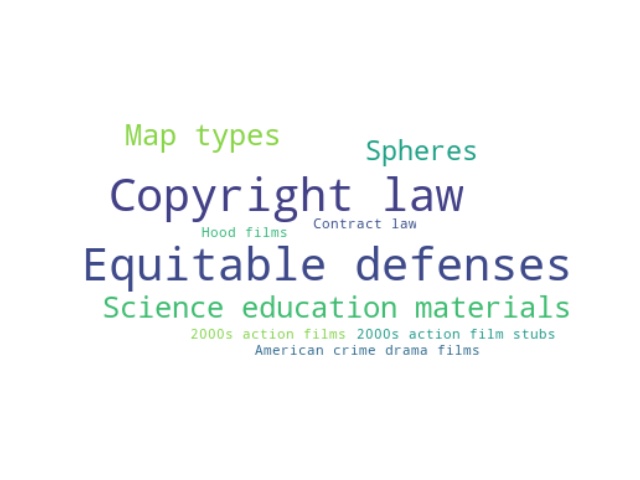 Map types
Spheres
Copyright law
Contract law
Hood films
Equitable defenses
Science education materials
2000s action films 2000s action film stubs
American crime drama films